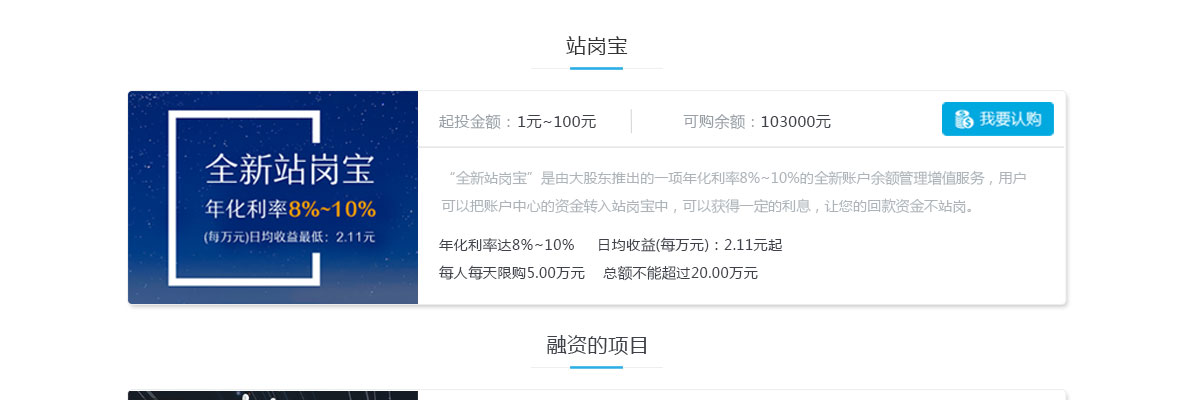 站岗宝
全新站岗宝
年化利率8%~10%
(每万元)日均收益最低：2.11元
起投金额：1元~100元
可购余额：103000元
我要认购
“全新站岗宝”是由大股东推出的一项年化利率8%~10%的全新账户余额管理增值服务，用户
可以把账户中心的资金转入站岗宝中，可以获得一定的利息，让您的回款资金不站岗。
年化利率达8%~10% 日均收益(每万元)：2.11元起
每人每天限购5.00万元 总额不能超过20.00万元
融资的项目